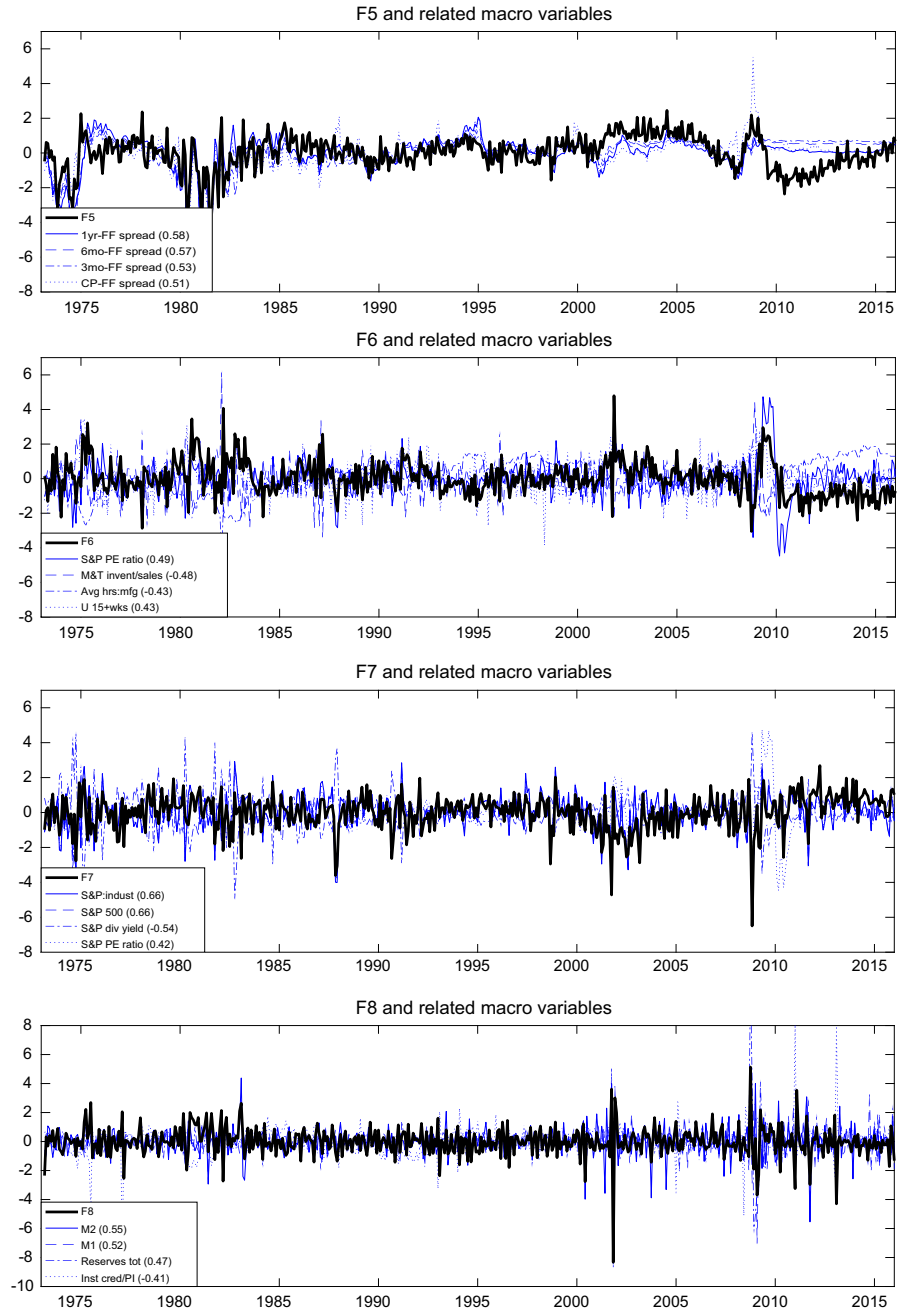 F5 and related macro variables
6
4
2
0
-2
-4
-6
-8
F5
1yr-FF spread (0.58)
6mo-FF spread (0.57)
3mo-FF spread (0.53)
CP-FF spread (0.51)
1975 1980 1985 1990 1995 2000 2005 2010 2015
F6 and related macro variables
6
4
2
0
-2
-4
-6
-8
F6
S&P PE ratio (0.49)
M&T invent/sales (-0.48)
Avg hrs:mfg (-0.43)
U 15+wks (0.43)
1975 1980 1985 1990 1995 2000 2005 2010 2015
F7 and related macro variables
6
4
2
0
-2
-4
-6
-8
F7
S&P:indust (0.66)
S&P 500 (0.66)
S&P div yield (-0.54)
S&P PE ratio (0.42)
1975 1980 1985 1990 1995 2000 2005 2010 2015
F8 and related macro variables
8
6
4
2
0
-2
-4
-6
-8
-10
F8
M2 (0.55)
M1 (0.52)
Reserves tot (0.47)
Inst cred/PI (-0.41)
1975 1980 1985 1990 1995 2000 2005 2010 2015